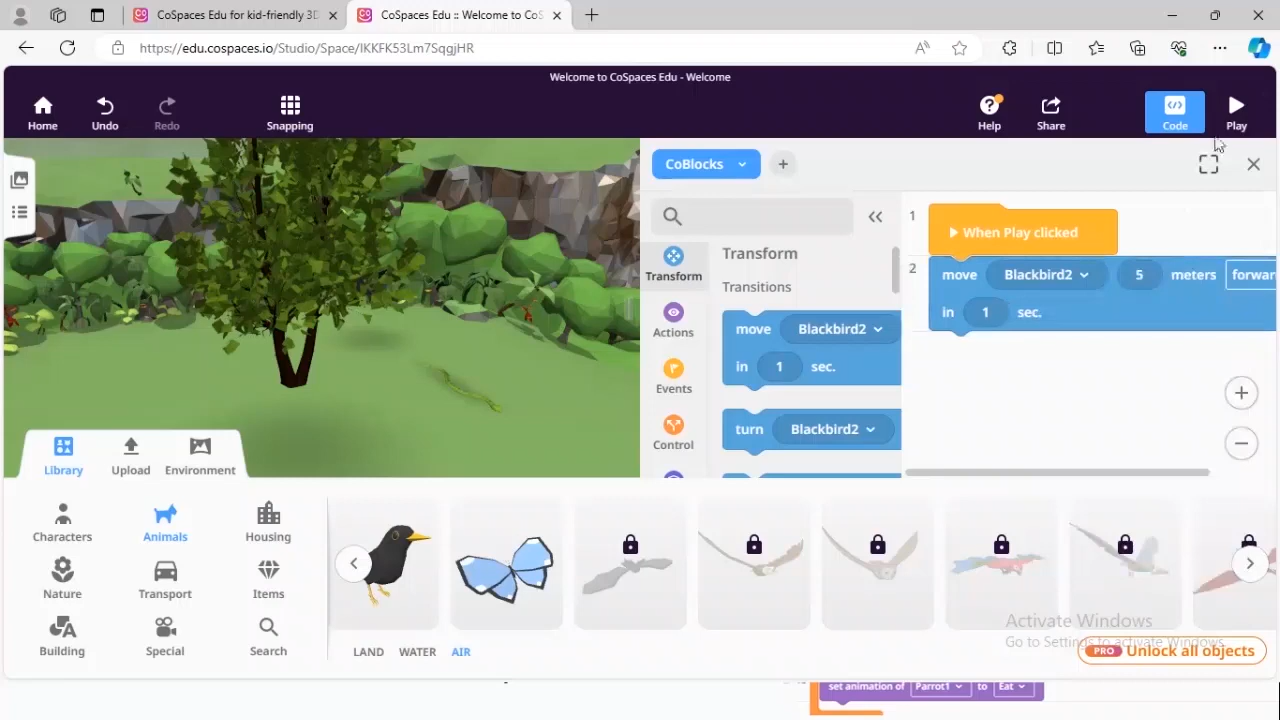 CoSpaces Edu for kid-friendly 3D
CoSpaces Edu :: Welcome to CoS
https://edu.cospaces.io/Studio/Space/IKKFK53Lm7SqgjHR
Welcome to CoSpaces Edu - Welcome
Home Undo Redo Snapping Help Share Code Play
CoBlocks
Transform
Actions
Events
Control
Transform
Transitions
move Blackbird2
in 1 sec.
turn Blackbird2
1
When Play clicked
2
move Blackbird2 5 meters forwar
in 1 sec.
Library Upload Environment
Characters Animals Housing
Nature Transport Items
Building Special Search
LAND WATER AIR
Activate Windows
Go to Settings to activate Windows.
PRO Unlock all objects
set animation of Parrot1 to Eat